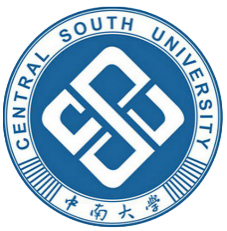 CENTRAL SOUTH UNIVERSITY
中南大学